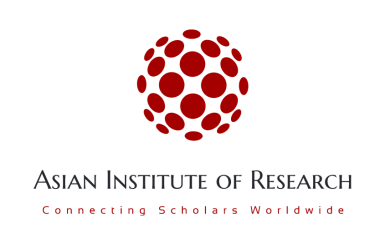 Asian Institute of Research
Connecting Scholars Worldwide